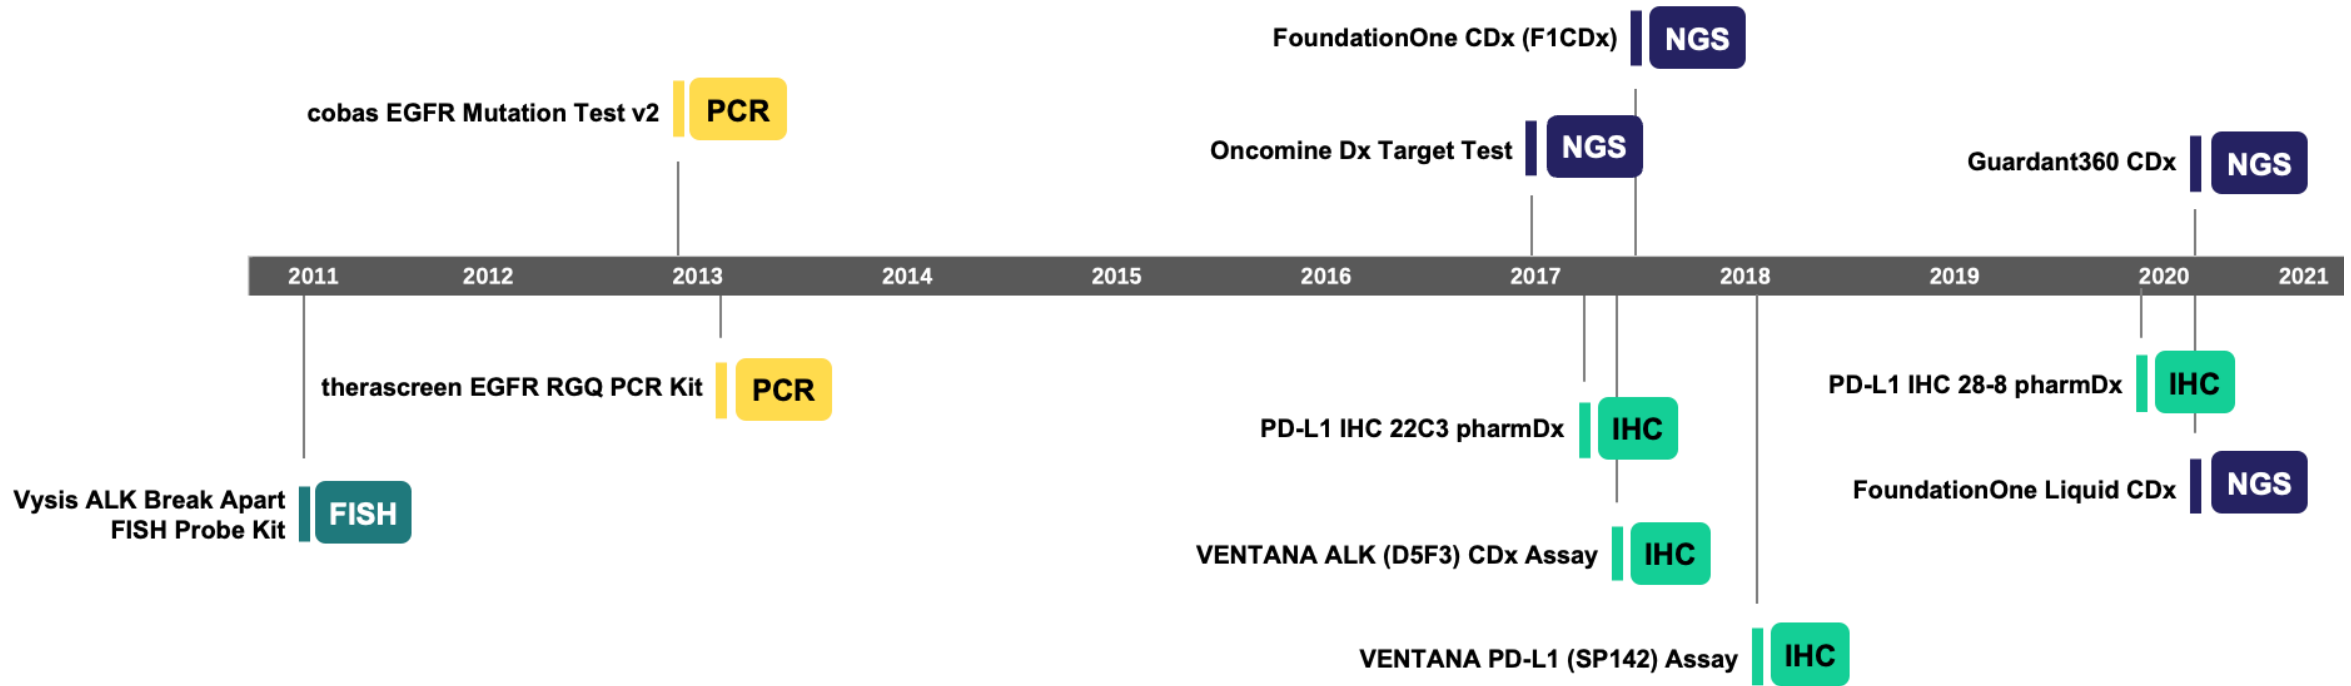 FoundationOne CDx (F1CDx) NGS
cobas EGFR Mutation Test v2 PCR
Oncomine Dx Target Test NGS
Guardant360 CDx NGS
2011 2012 2013 2014 2015 2016 2017 2018 2019 2020 2021
therascreen EGFR RGQ PCR Kit PCR
PD-L1 IHC 28-8 pharmDx IHC
PD-L1 IHC 22C3 pharmDx IHC
Vysis ALK Break Apart
FISH Probe Kit FISH
FoundationOne Liquid CDx NGS
VENTANA ALK (D5F3) CDx Assay IHC
VENTANA PD-L1 (SP142) Assay IHC